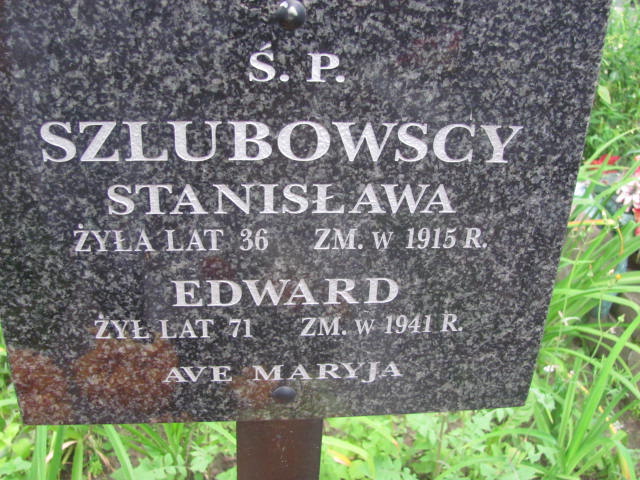 Ś. P.
SZLUBOWSCY
STANISŁAWA
ŻYŁA LAT 36 ZM. W 1915 R.
EDWARD
ŻYŁ LAT 71 ZM. W 1941 R.
AVE MARYJA